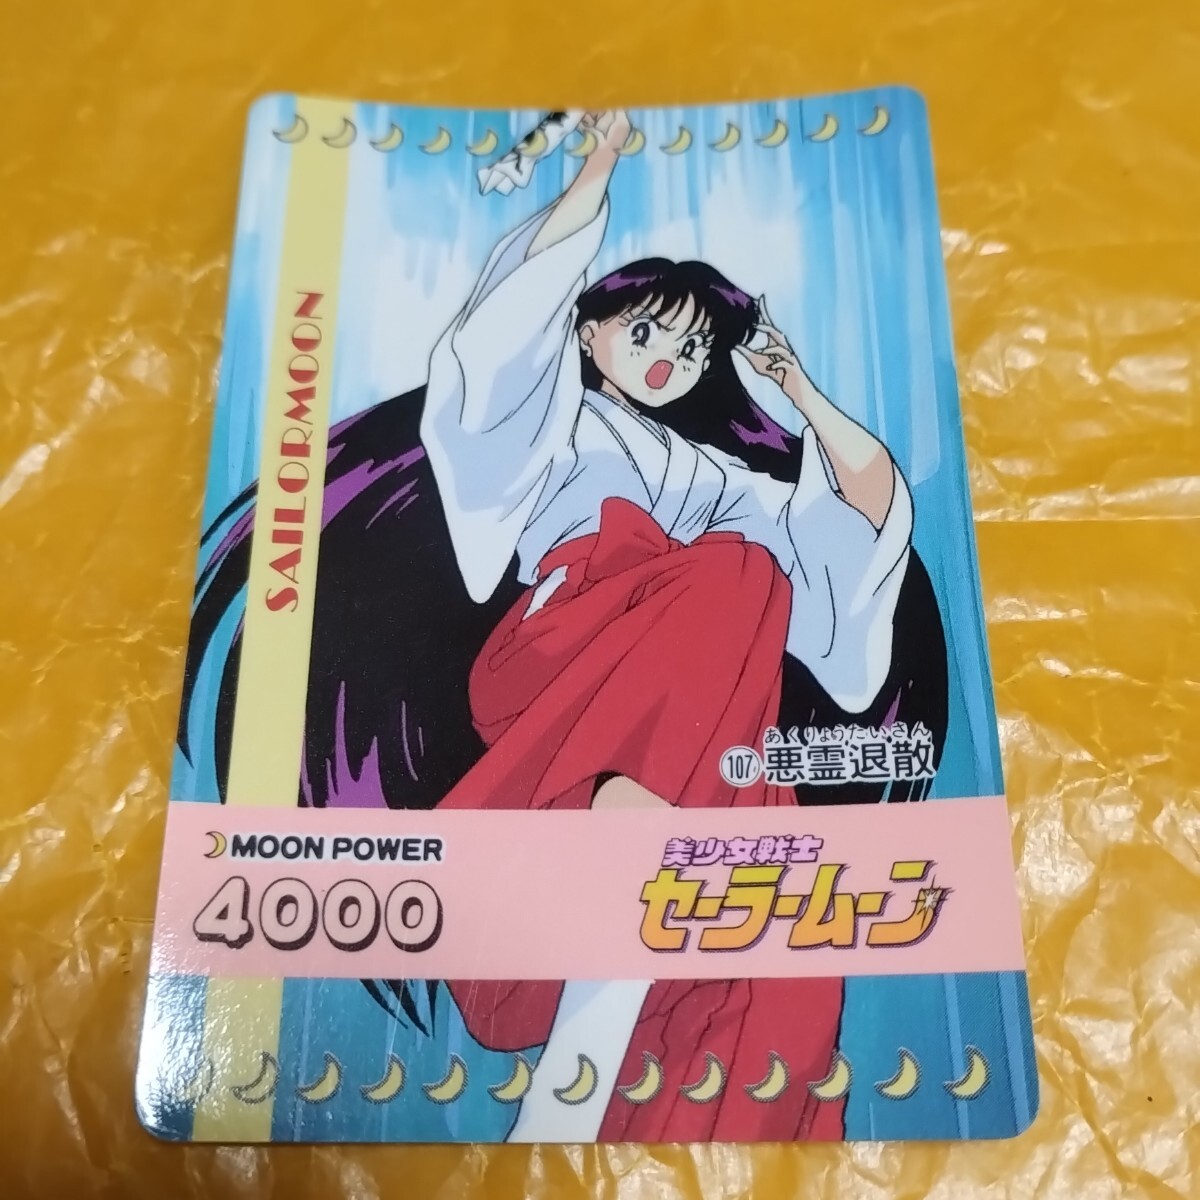 SAILORMOON
あくりょうたいさん
107 悪霊退散
MOON POWER
4000
美少女戦士
セーラームーン